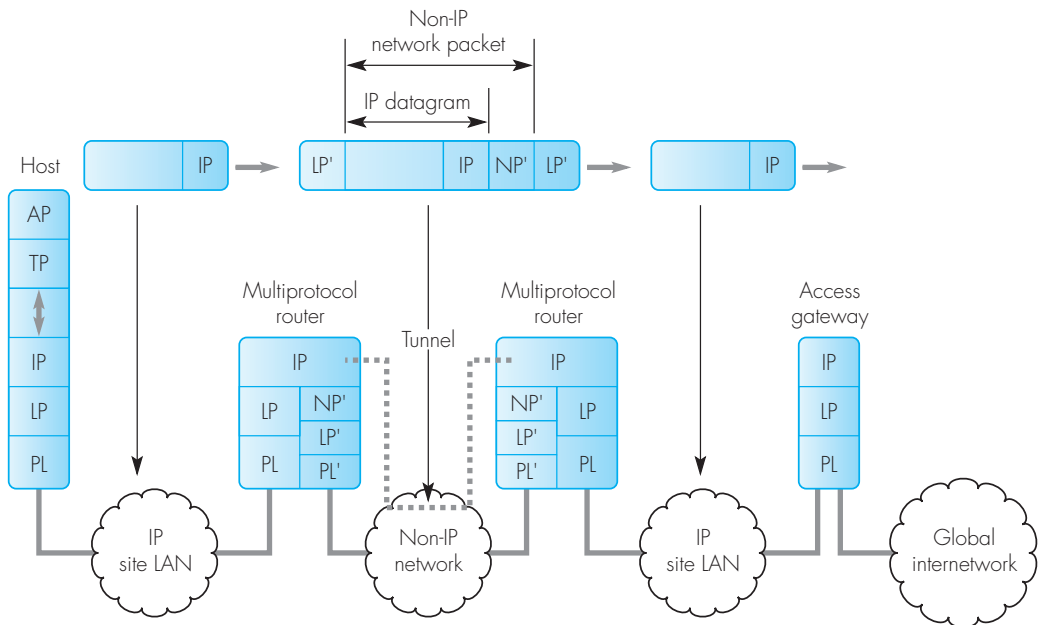 Non-IP
network packet
IP datagram
Host
IP
LP'
IP
NP'
LP'
IP
AP
TP
IP
LP
PL
Multiprotocol
router
IP
LP
NP'
LP'
PL
PL'
Tunnel
Multiprotocol
router
IP
NP'
LP
LP'
PL'
PL
Access
gateway
IP
LP
PL
IP
site LAN
Non-IP
network
IP
site LAN
Global
internetwork